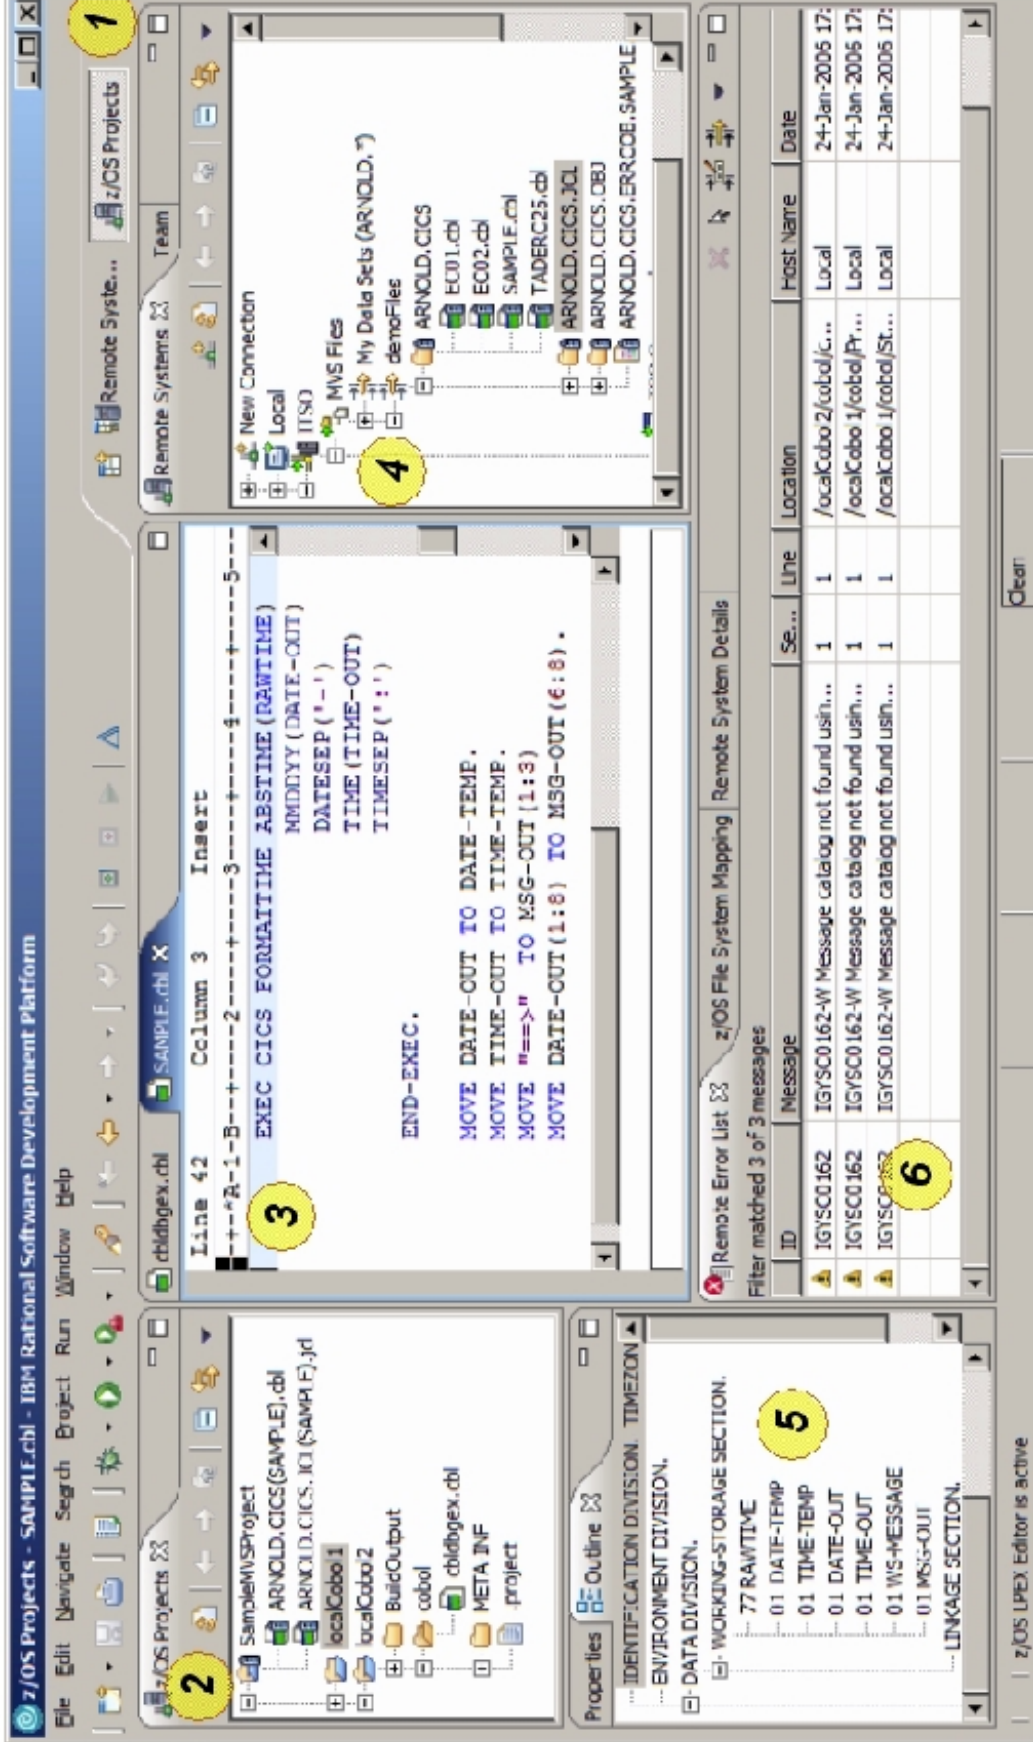 z/OS Projects - SAMPLE.cbl - IBM Rational Software Development Platform
File Edit Navigate Search Project Run Window Help
Remote Syste... z/OS Projects
1
z/OS Projects
2
SampleMVSProject
ARNOLD.CICS(SAMPLE).cbl
ARNOLD.CICS.JCL(SAMPLE).jcl
localCobol1
localCobol2
BuildOutput
cobol
cbldbgex.cbl
META INF
.project
cbldbgex.cbl SAMPLE.cbl
Line 42 Column 3 Insert
--+-*A-1-B--+----2----+----3----+----4----+----5--
EXEC CICS FORMATTIME ABSTIME(RAWTIME)
MMDDYY(DATE-OUT)
DATESEP('-')
TIME(TIME-OUT)
TIMESEP(':')
END-EXEC.
MOVE DATE-OUT TO DATE-TEMP.
MOVE TIME-OUT TO TIME-TEMP.
MOVE "==>" TO MSG-OUT(1:3)
MOVE DATE-OUT(1:8) TO MSG-OUT(6:8).
3
Remote Systems Team
New Connection
Local
ITSO
MVS Files
My Data Sets (ARNOLD.*)
demoFiles
ARNOLD.CICS
EC01.cbl
EC02.cbl
SAMPLE.cbl
TADERC25.cbl
ARNOLD.CICS.JCL
ARNOLD.CICS.OBJ
ARNOLD.CICS.ERRCOE.SAMPLE
4
Properties Outline
IDENTIFICATION DIVISION. TIMEZON
ENVIRONMENT DIVISION.
DATA DIVISION.
WORKING-STORAGE SECTION.
77 RAWTIME
01 DATE-TEMP
01 TIME-TEMP
01 DATE-OUT
01 TIME-OUT
01 WS-MESSAGE
01 MSG-OUT
LINKAGE SECTION.
5
Remote Error List z/OS File System Mapping Remote System Details
Filter matched 3 of 3 messages
ID Message Se... Line Location Host Name Date
IGYSC0162 IGYSC0162-W Message catalog not found usin... 1 1 /localCobol2/cobol/c... Local 24-Jan-2006 17:
IGYSC0162 IGYSC0162-W Message catalog not found usin... 1 1 /localCobol1/cobol/Pr... Local 24-Jan-2006 17:
IGYSC0162 IGYSC0162-W Message catalog not found usin... 1 1 /localCobol1/cobol/St... Local 24-Jan-2006 17:
6
z/OS LPEX Editor is active
Clean